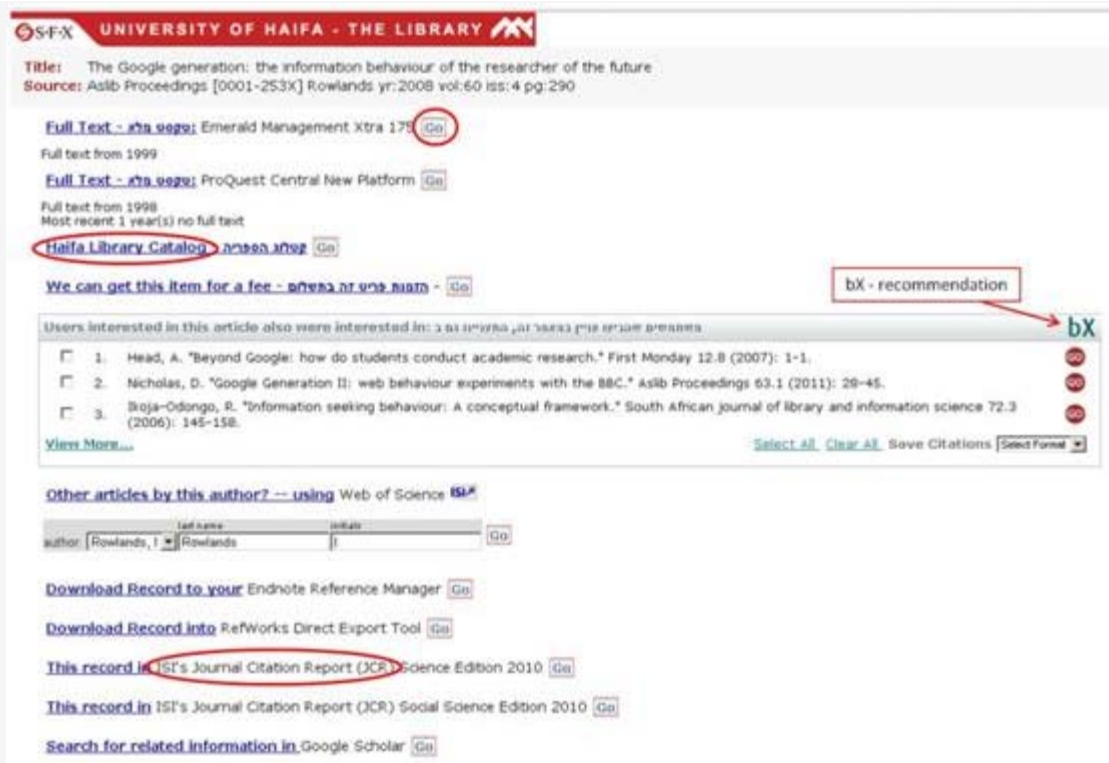 S·F·X UNIVERSITY OF HAIFA - THE LIBRARY
Title: The Google generation: the information behaviour of the researcher of the future
Source: Aslib Proceedings [0001-253X] Rowlands yr:2008 vol:60 iss:4 pg:290
Full Text - טקסט מלא: Emerald Management Xtra 175 Go
Full text from 1999
Full Text - טקסט מלא: ProQuest Central New Platform Go
Full text from 1998
Most recent 1 year(s) no full text
Haifa Library Catalog - קטלוג הספריה Go
We can get this item for a fee - הזמנת פריט זה בתשלום - Go
bX - recommendation
Users interested in this article also were interested in: bX
1. Head, A. "Beyond Google: how do students conduct academic research." First Monday 12.8 (2007): 1-1. GO
2. Nicholas, D. "Google Generation II: web behaviour experiments with the BBC." Aslib Proceedings 63.1 (2011): 28-45. GO
3. Ikoja-Odongo, R. "Information seeking behaviour: A conceptual framework." South African journal of library and information science 72.3 GO
(2006): 145-158.
View More... Select All Clear All Save Citations Select Format
Other articles by this author? -- using Web of Science ISI
last name initials
author: Rowlands, I Rowlands I Go
Download Record to your Endnote Reference Manager Go
Download Record into RefWorks Direct Export Tool Go
This record in ISI's Journal Citation Report (JCR) Science Edition 2010 Go
This record in ISI's Journal Citation Report (JCR) Social Science Edition 2010 Go
Search for related information in Google Scholar Go